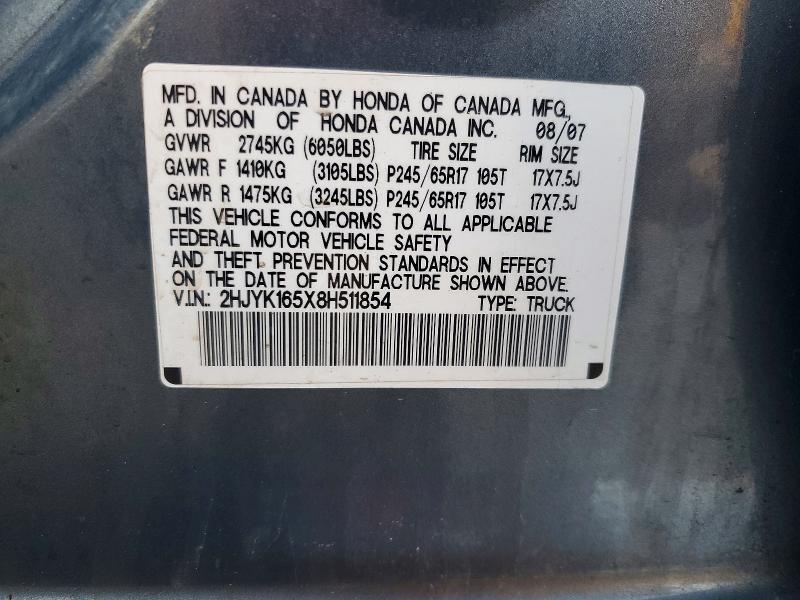 MFD. IN CANADA BY HONDA OF CANADA MFG.,
A DIVISION OF HONDA CANADA INC. 08/07
GVWR 2745KG (6050LBS) TIRE SIZE RIM SIZE
GAWR F 1410KG (3105LBS) P245/65R17 105T 17X7.5J
GAWR R 1475KG (3245LBS) P245/65R17 105T 17X7.5J
THIS VEHICLE CONFORMS TO ALL APPLICABLE
FEDERAL MOTOR VEHICLE SAFETY
AND THEFT PREVENTION STANDARDS IN EFFECT
ON THE DATE OF MANUFACTURE SHOWN ABOVE.
V.I.N.: 2HJYK165X8H511854 TYPE: TRUCK